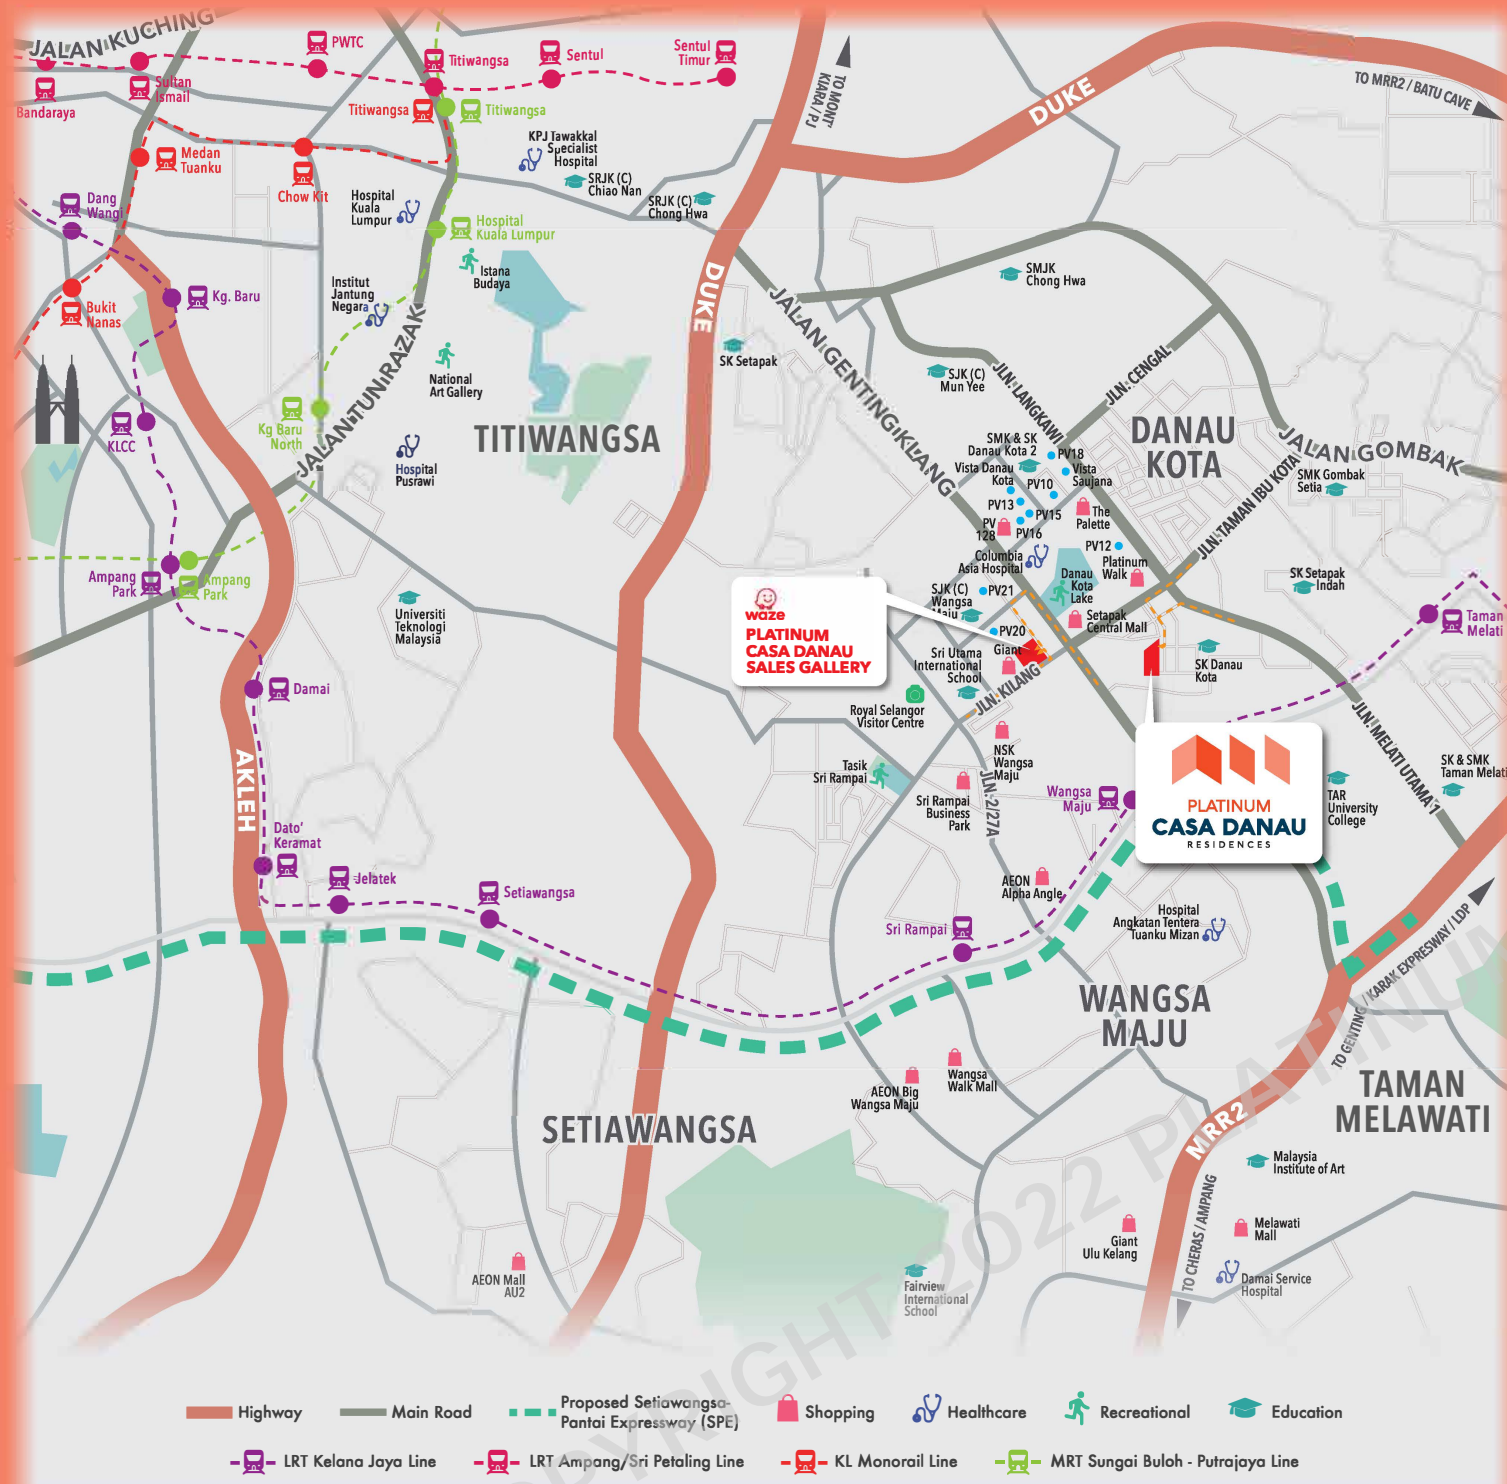 JALAN KUCHING
PWTC
Titiwangsa
Sentul
Sentul
Timur
Bandaraya
Sultan
Ismail
Titiwangsa
Titiwangsa
TO MONT'
KIARA / PJ
DUKE
TO MRR2 / BATU CAVE
Medan
Tuanku
Chow Kit
KPJ Tawakkal
Specialist
Hospital
SRJK (C)
Chiao Nan
SRJK (C)
Chong Hwa
Dang
Wangi
Hospital
Kuala
Lumpur
Hospital
Kuala Lumpur
Istana
Budaya
SMJK
Chong Hwa
Bukit
Nanas
Kg. Baru
Institut
Jantung
Negara
DUKE
JALAN GENTING KLANG
SK Setapak
JALAN TUN RAZAK
National
Art Gallery
SJK (C)
Mun Yee
JLN. LANGKAWI
JLN. CENGAL
KLCC
Kg Baru
North
TITIWANGSA
DANAU
KOTA
JALAN GOMBAK
Hospital
Pusrawi
SMK & SK
Danau Kota 2
PV18
Vista Danau
Kota
Vista
Saujana
PV10
PV13
PV15
PV
128
PV16
The
Palette
JLN. TAMAN IBU KOTA
SMK Gombak
Setia
Columbia
Asia Hospital
PV12
Platinum
Walk
Ampang
Park
Ampang
Park
Universiti
Teknologi
Malaysia
waze
PLATINUM
CASA DANAU
SALES GALLERY
SJK (C)
Wangsa
Maju
PV21
PV20
Danau
Kota
Lake
Setapak
Central Mall
SK Setapak
Indah
Taman
Melati
Damai
Sri Utama
International
School
Giant
JLN. KILANG
SK Danau
Kota
Royal Selangor
Visitor Centre
NSK
Wangsa
Maju
JLN. MELATI UTAMA 1
AKLEH
Tasik
Sri Rampai
Sri Rampai
Business
Park
JLN. 2/27A
Wangsa
Maju
PLATINUM
CASA DANAU
RESIDENCES
TAR
University
College
SK & SMK
Taman Melati
Dato'
Keramat
Jelatek
Setiawangsa
AEON
Alpha Angle
Sri Rampai
Hospital
Angkatan Tentera
Tuanku Mizan
TO GENTING / KARAK EXPRESWAY / LDP
WANGSA
MAJU
Wangsa
Walk Mall
AEON Big
Wangsa Maju
TAMAN
MELAWATI
SETIAWANGSA
MRR2
Malaysia
Institute of Art
TO CHERAS / AMPANG
Giant
Ulu Kelang
Melawati
Mall
AEON Mall
AU2
Fairview
International
School
Damai Service
Hospital
COPYRIGHT 2022 PLATINUM
Highway
Main Road
Proposed Setiawangsa-
Pantai Expressway (SPE)
Shopping
Healthcare
Recreational
Education
LRT Kelana Jaya Line
LRT Ampang/Sri Petaling Line
KL Monorail Line
MRT Sungai Buloh - Putrajaya Line